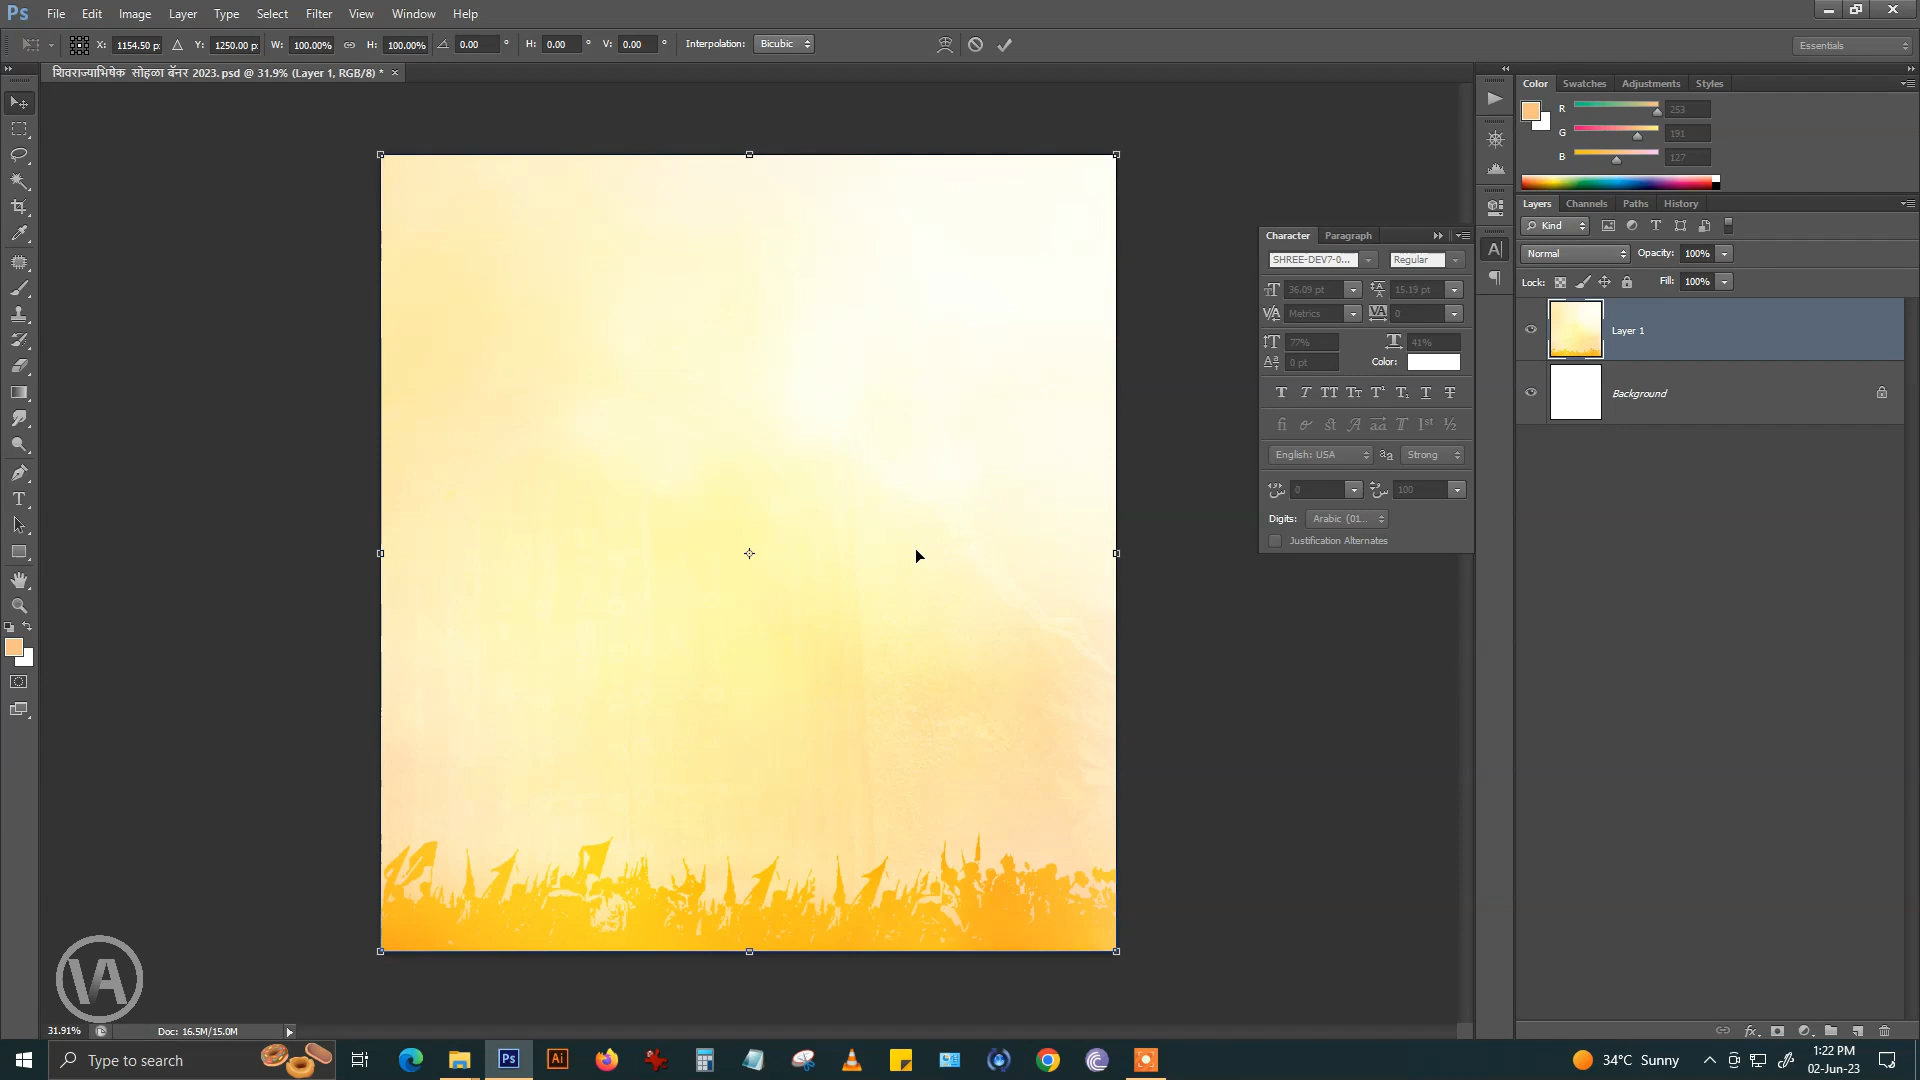 Ps File Edit Image Layer Type Select Filter View Window Help
X: 1154.50 p: Y: 1250.00 p: W: 100.00% H: 100.00% 0.00 ° H: 0.00 ° V: 0.00 ° Interpolation: Bicubic Essentials
शिवराज्याभिषेक सोहळा बॅनर 2023.psd @ 31.9% (Layer 1, RGB/8) * ×
Color Swatches Adjustments Styles
R 253
G 191
B 127
Layers Channels Paths History
Kind
Normal Opacity: 100%
Lock: Fill: 100%
Layer 1
Background
Character Paragraph
SHREE-DEV7-0... Regular
36.09 pt 15.19 pt
Metrics 0
77% 41%
0 pt Color:
English: USA Strong
0 100
Digits: Arabic (01...
Justification Alternates
VA
31.91% Doc: 16.5M/15.0M
Type to search
Ps Ai
34°C Sunny
1:22 PM
02-Jun-23